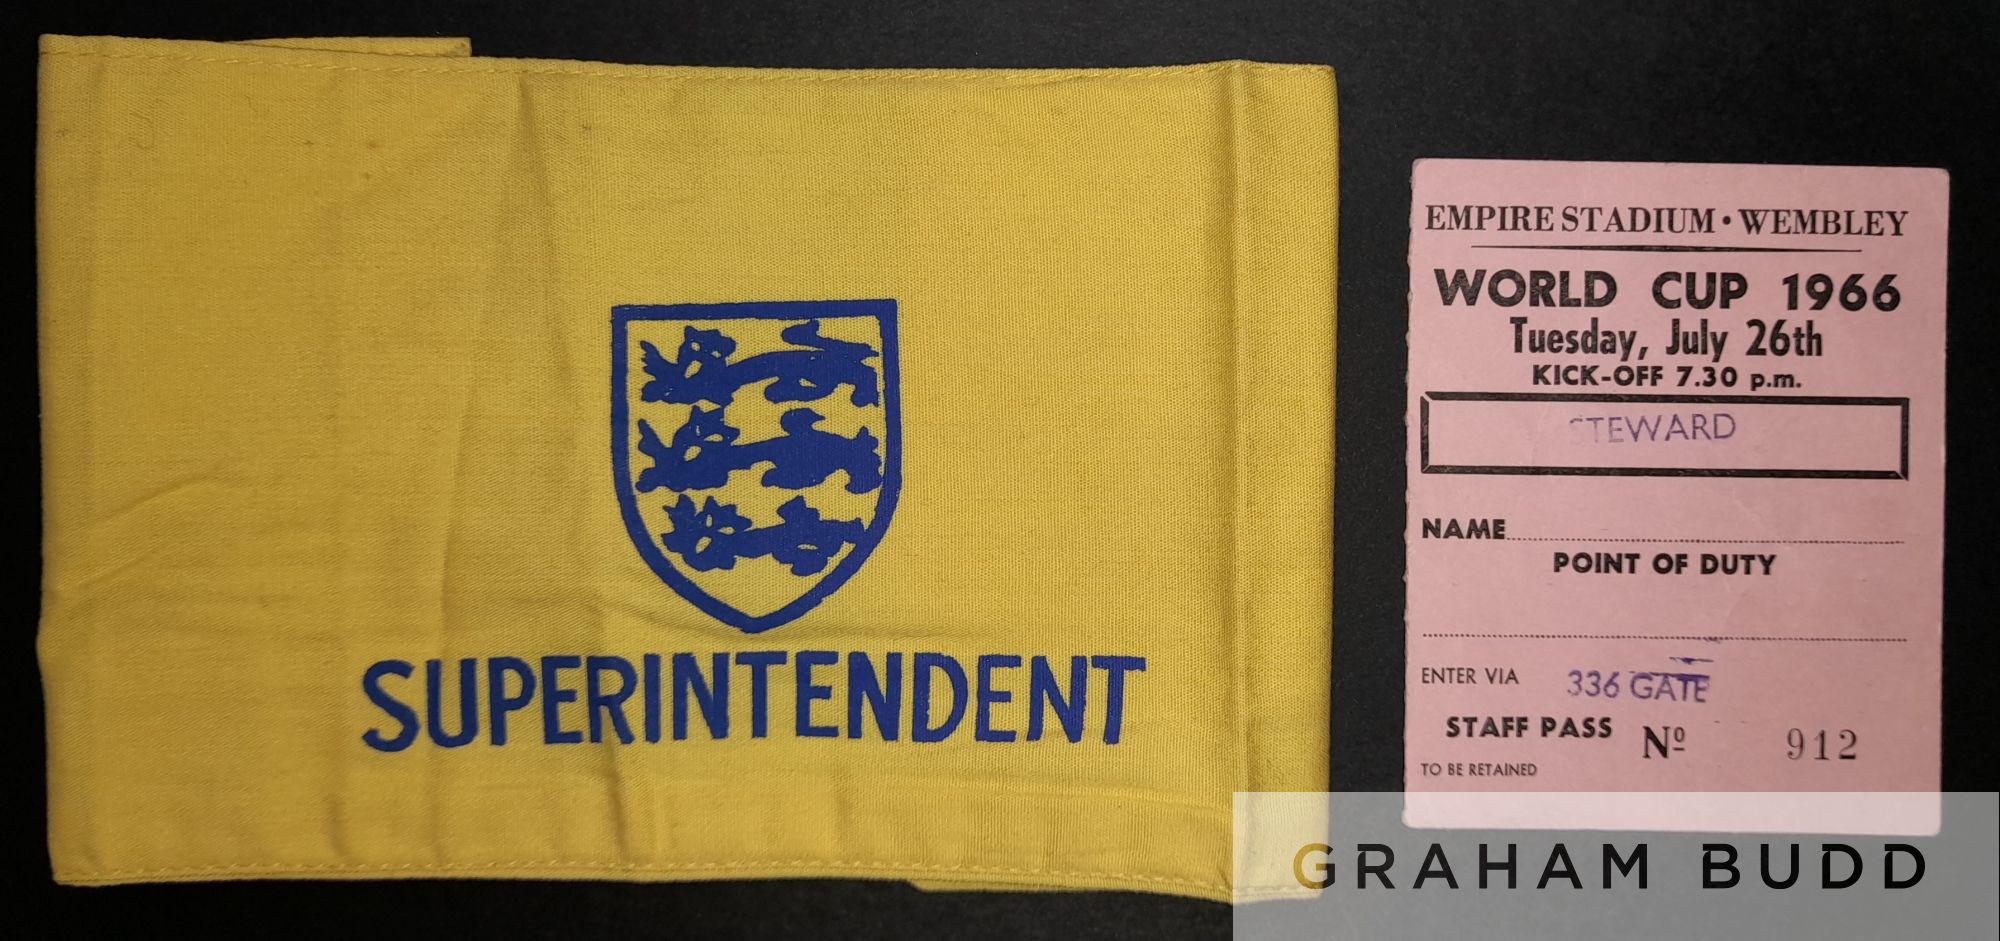 SUPERINTENDENT
EMPIRE STADIUM • WEMBLEY
WORLD CUP 1966
Tuesday, July 26th
KICK-OFF 7.30 p.m.
STEWARD
NAME
POINT OF DUTY
ENTER VIA 336 GATE
STAFF PASS Nº 912
TO BE RETAINED
GRAHAM BUDD